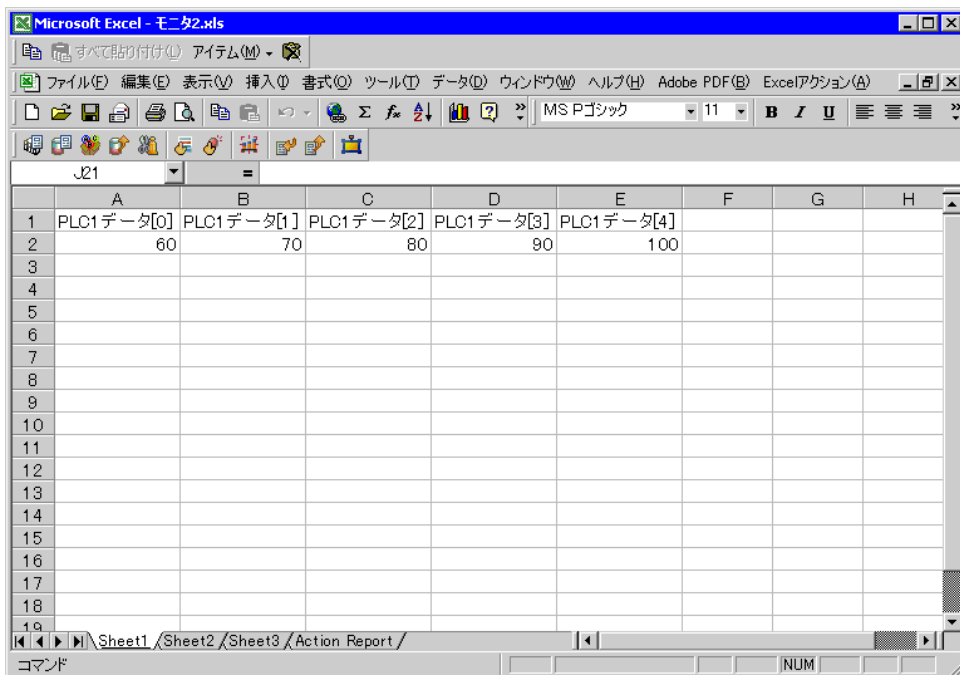 Microsoft Excel - モニタ2.xls
すべて貼り付け(L) アイテム(M)
ファイル(F) 編集(E) 表示(V) 挿入(I) 書式(O) ツール(T) データ(D) ウィンドウ(W) ヘルプ(H) Adobe PDF(B) Excelアクション(A)
MS Pゴシック 11 B I U
J21 =
A B C D E F G H
1 PLC1データ[0] PLC1データ[1] PLC1データ[2] PLC1データ[3] PLC1データ[4]
2 60 70 80 90 100
3
4
5
6
7
8
9
10
11
12
13
14
15
16
17
18
19
Sheet1 Sheet2 Sheet3 Action Report
コマンド NUM